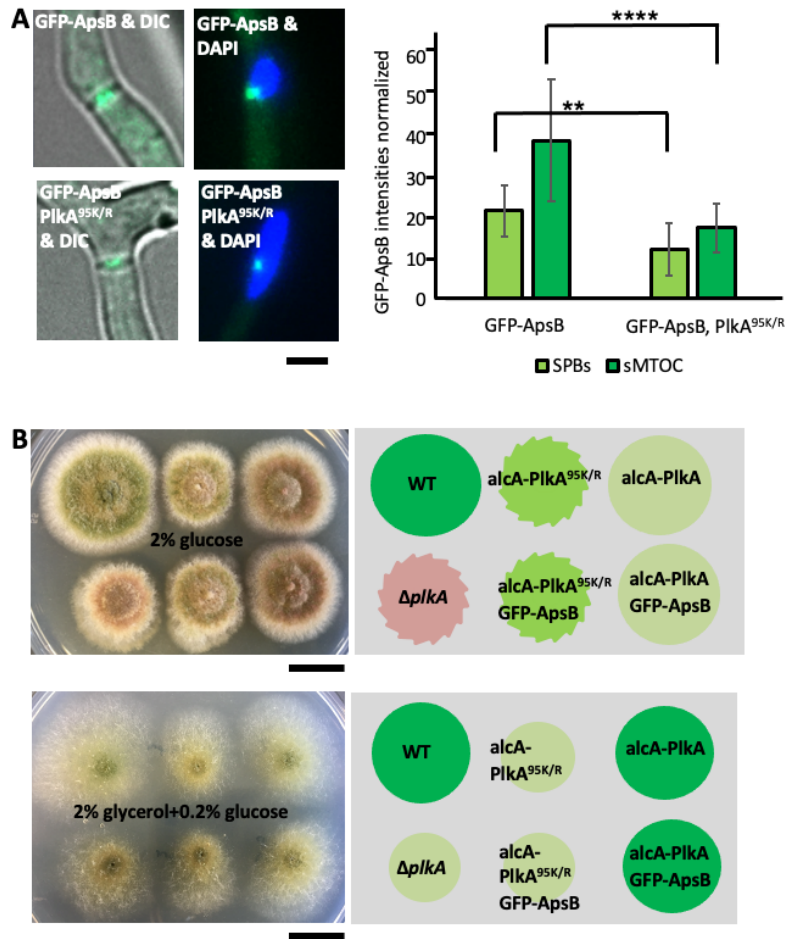 A
GFP-ApsB & DIC
GFP-ApsB &
DAPI
GFP-ApsB
PlkA95K/R
& DIC
GFP-ApsB
PlkA95K/R
& DAPI
GFP-ApsB intensities normalized
60
50
40
30
20
10
0
**
****
GFP-ApsB
GFP-ApsB, PlkA95K/R
SPBs
sMTOC
B
2% glucose
WT
alcA-PlkA95K/R
alcA-PlkA
ΔplkA
alcA-PlkA95K/R
GFP-ApsB
alcA-PlkA
GFP-ApsB
2% glycerol+0.2% glucose
WT
alcA-
PlkA95K/R
alcA-PlkA
ΔplkA
alcA-
PlkA95K/R
GFP-ApsB
alcA-PlkA
GFP-ApsB